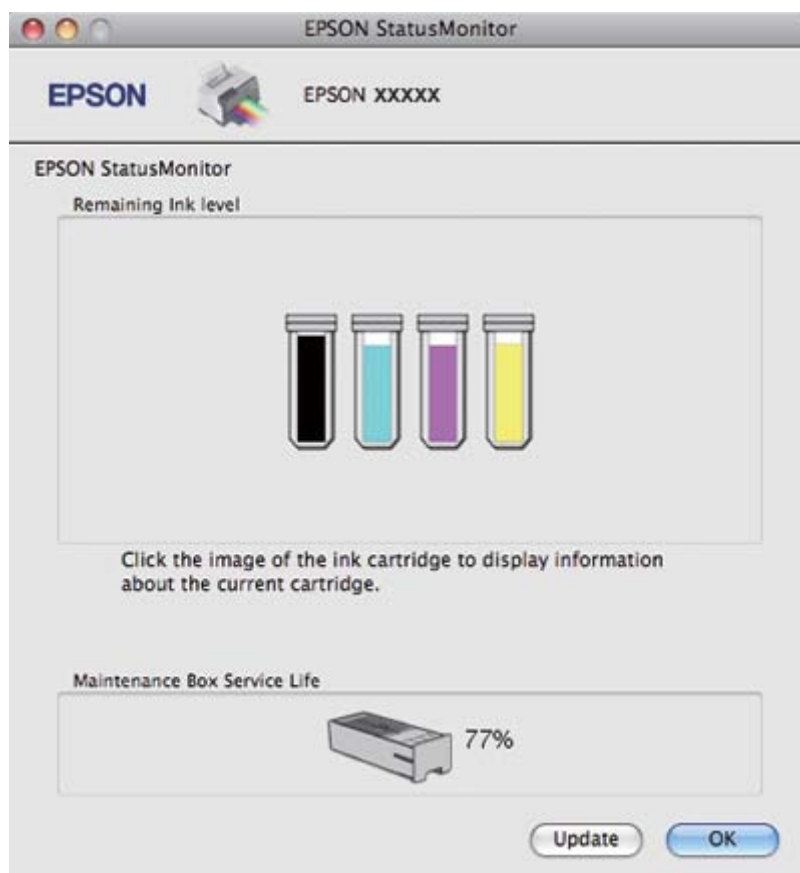 EPSON StatusMonitor
EPSON
EPSON XXXXX
EPSON StatusMonitor
Remaining Ink level
Click the image of the ink cartridge to display information
about the current cartridge.
Maintenance Box Service Life
77%
Update
OK